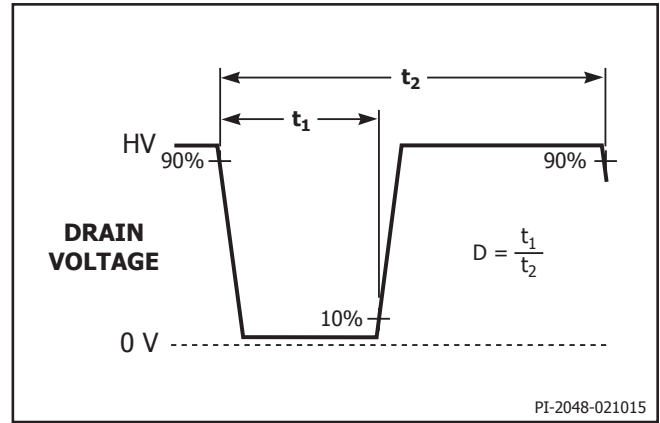 t₂
t₁
HV
90%
90%
DRAIN
VOLTAGE
D = t₁/t₂
10%
0 V
PI-2048-021015